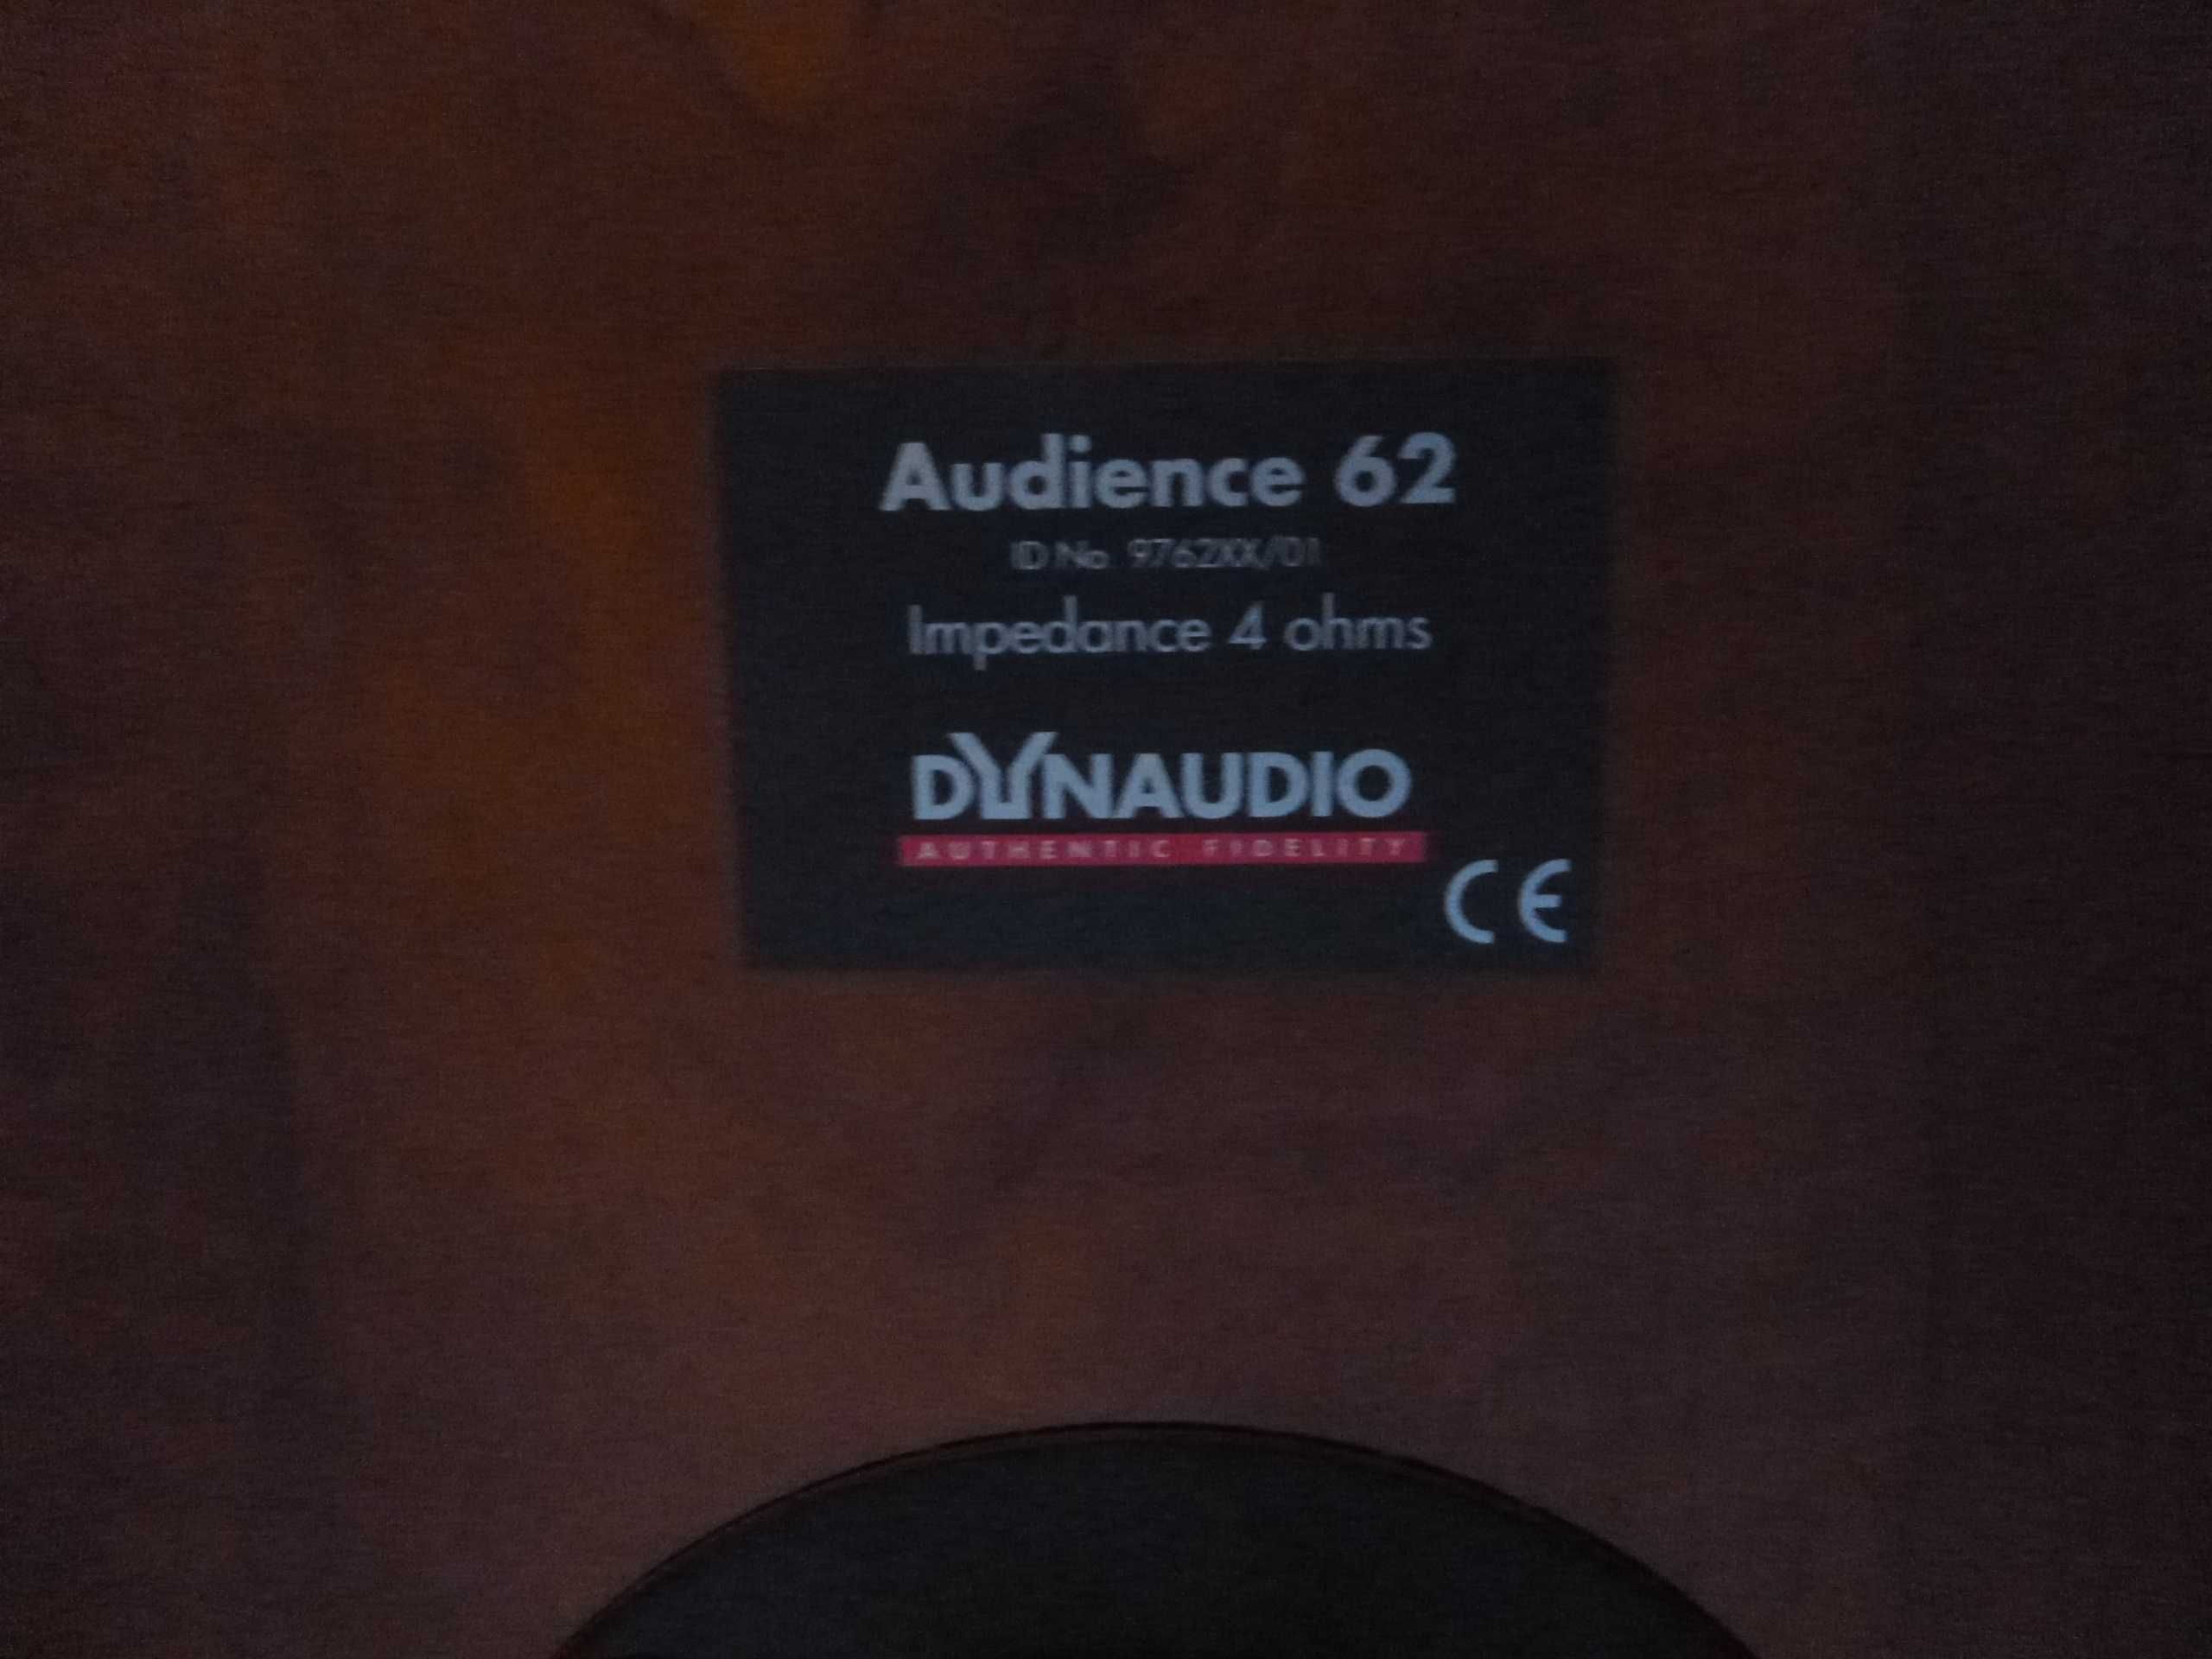 Audience 62
ID No. 9762XX/01
Impedance 4 ohms
DYNAUDIO
AUTHENTIC FIDELITY
CE